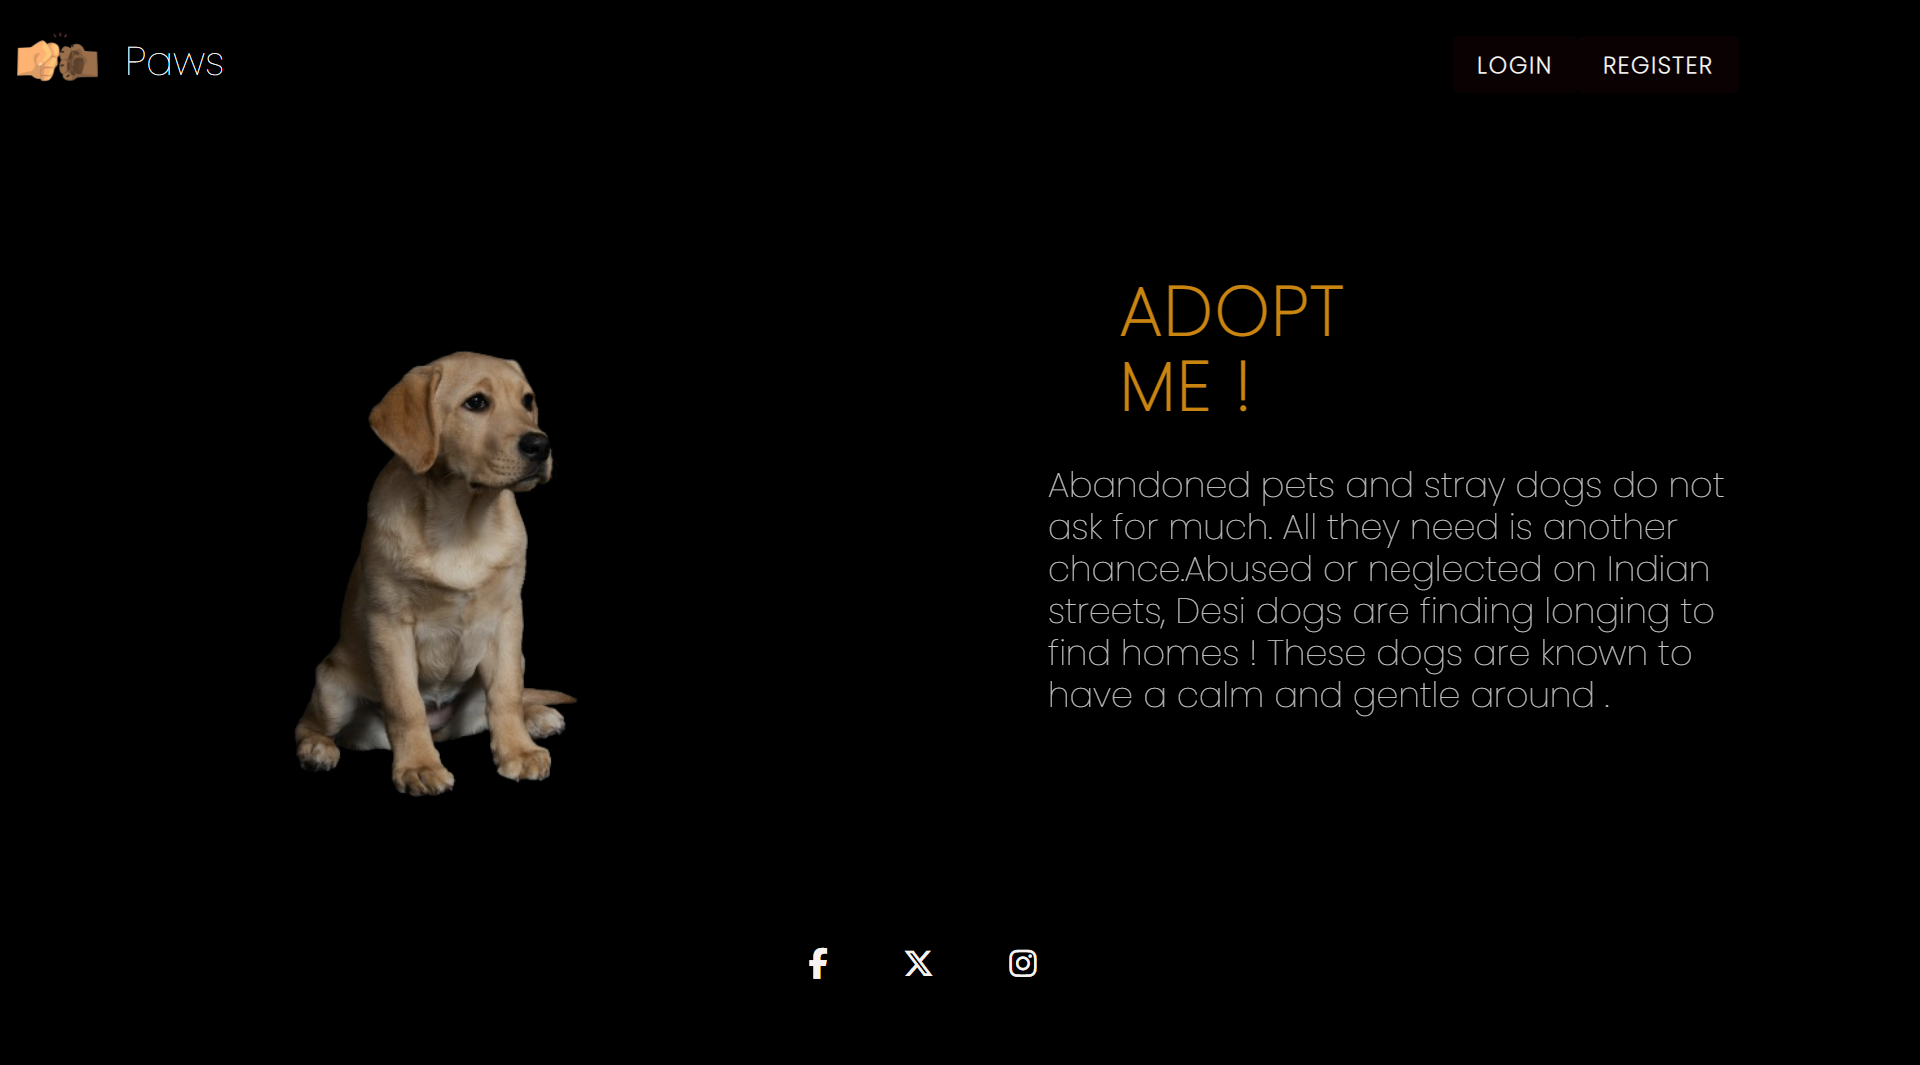 Paws
LOGIN REGISTER
ADOPT
ME !
Abandoned pets and stray dogs do not
ask for much. All they need is another
chance.Abused or neglected on Indian
streets, Desi dogs are finding longing to
find homes ! These dogs are known to
have a calm and gentle around .